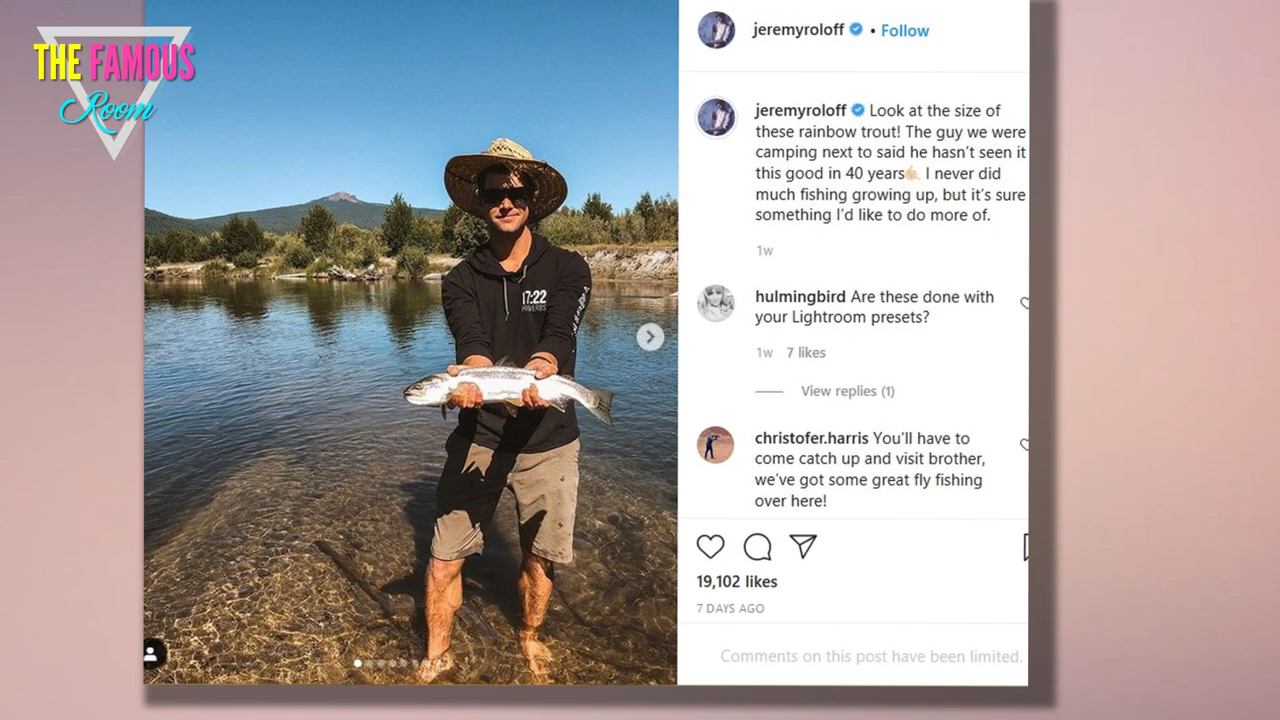 THE FAMOUS
Room
jeremyroloff • Follow
jeremyroloff Look at the size of
these rainbow trout! The guy we were
camping next to said he hasn't seen it
this good in 40 years👍🏼. I never did
much fishing growing up, but it's sure
something I'd like to do more of.
1w
hulmingbird Are these done with
your Lightroom presets?
1w 7 likes
View replies (1)
christofer.harris You'll have to
come catch up and visit brother,
we've got some great fly fishing
over here!
19,102 likes
7 DAYS AGO
Comments on this post have been limited.
17:22
PROVERBS